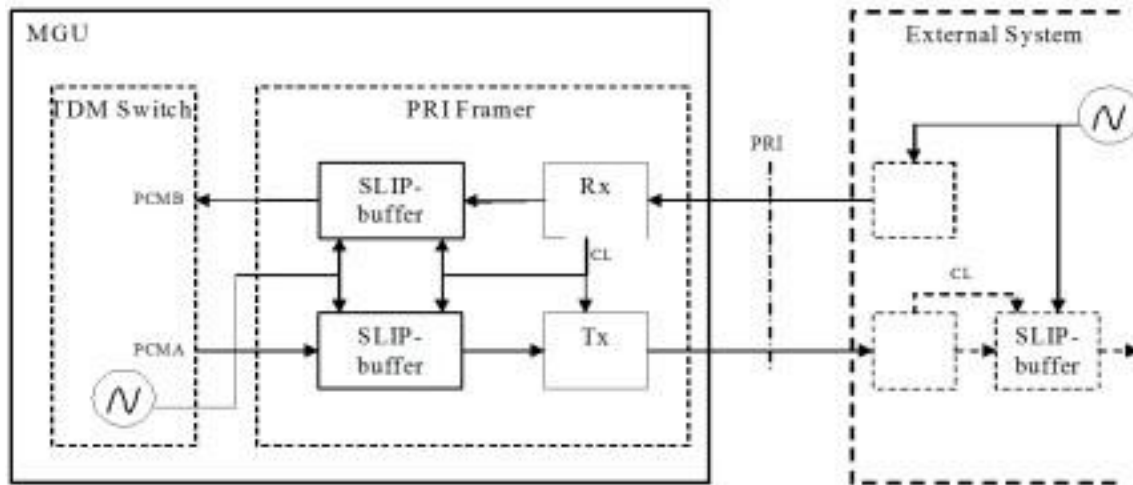 MGU
External System
TDM Switch
PRI Framer
PRI
PCMB
SLIP-
buffer
Rx
CL
CL
PCMA
SLIP-
buffer
Tx
SLIP-
buffer